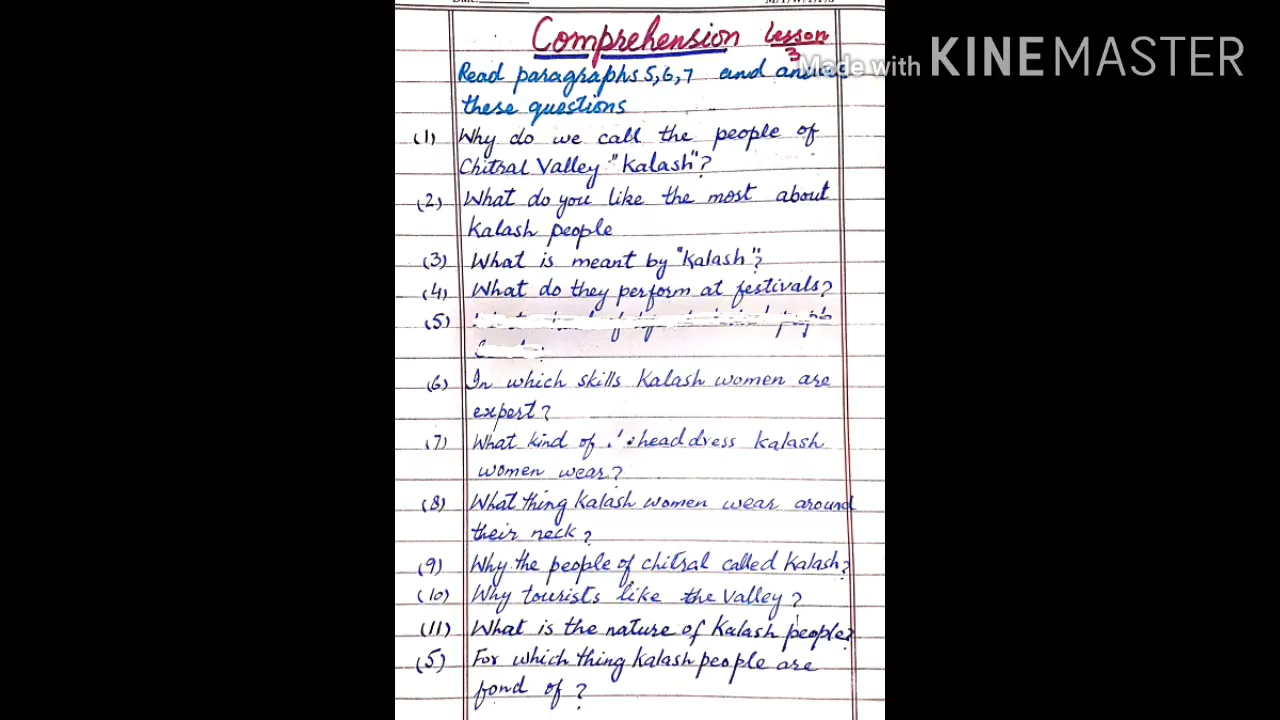 Comprehension Lesson 3
Made with KINEMASTER
Read paragraphs 5,6,7 and
these questions
(1) Why do we call the people of
Chitral Valley "Kalash"?
(2) What do you like the most about
Kalash people
(3) What is meant by "Kalash"?
(4) What do they perform at festivals?
(5)
(6) In which skills Kalash women are
expert?
(7) What kind of headdress Kalash
women wear?
(8) What thing Kalash women wear around
their neck?
(9) Why the people of chitral called Kalash?
(10) Why tourists like the Valley?
(11) What is the nature of Kalash people?
(5) For which thing Kalash people are
fond of?